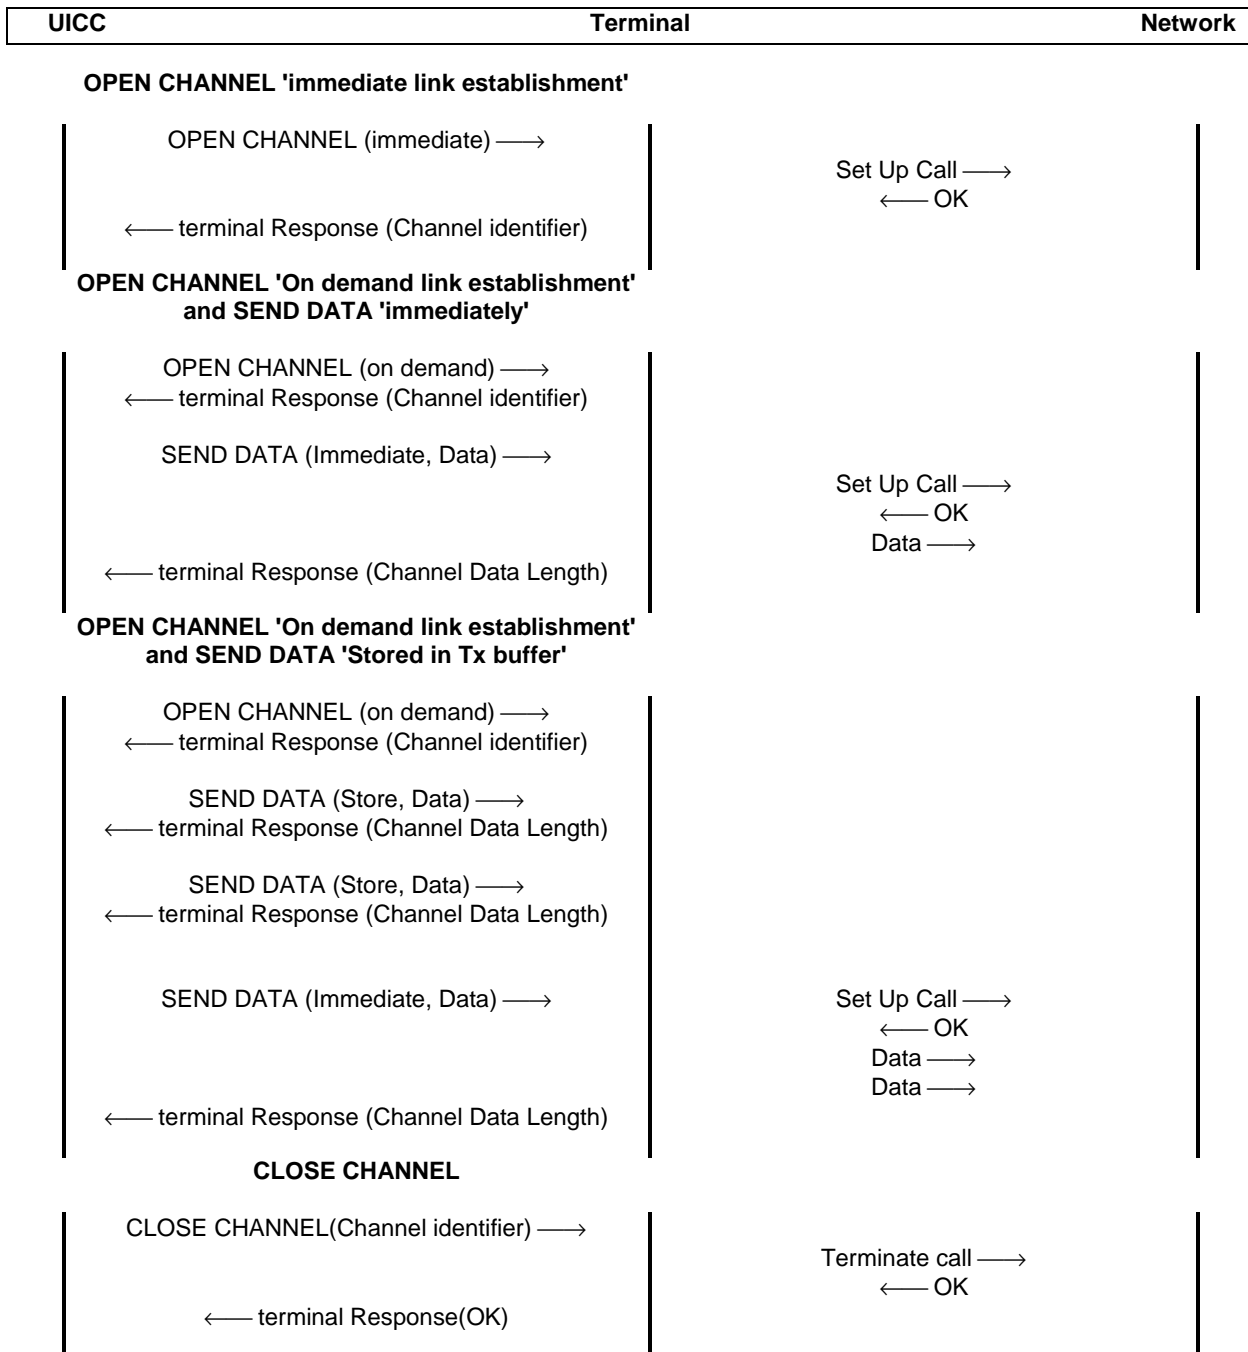 UICC Terminal Network
OPEN CHANNEL 'immediate link establishment'
OPEN CHANNEL (immediate) ⟶
Set Up Call ⟶
⟵ OK
⟵ terminal Response (Channel identifier)
OPEN CHANNEL 'On demand link establishment'
and SEND DATA 'immediately'
OPEN CHANNEL (on demand) ⟶
⟵ terminal Response (Channel identifier)
SEND DATA (Immediate, Data) ⟶
Set Up Call ⟶
⟵ OK
Data ⟶
⟵ terminal Response (Channel Data Length)
OPEN CHANNEL 'On demand link establishment'
and SEND DATA 'Stored in Tx buffer'
OPEN CHANNEL (on demand) ⟶
⟵ terminal Response (Channel identifier)
SEND DATA (Store, Data) ⟶
⟵ terminal Response (Channel Data Length)
SEND DATA (Store, Data) ⟶
⟵ terminal Response (Channel Data Length)
SEND DATA (Immediate, Data) ⟶ Set Up Call ⟶
⟵ OK
Data ⟶
Data ⟶
⟵ terminal Response (Channel Data Length)
CLOSE CHANNEL
CLOSE CHANNEL(Channel identifier) ⟶
Terminate call ⟶
⟵ OK
⟵ terminal Response(OK)